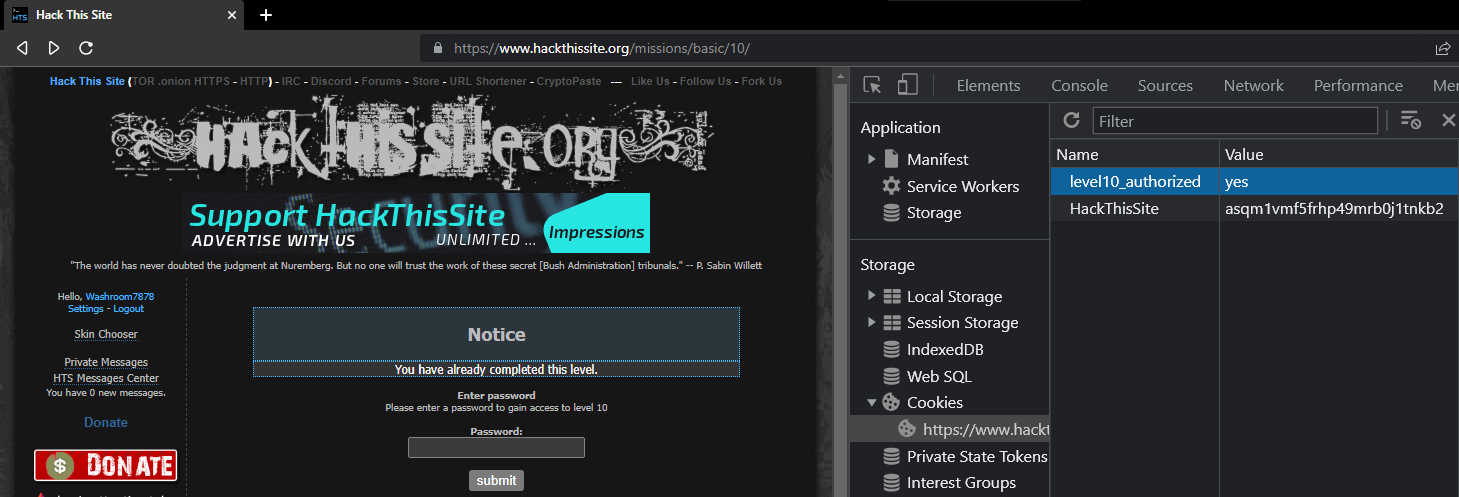 HTS Hack This Site
https://www.hackthissite.org/missions/basic/10/
Hack This Site (TOR .onion HTTPS - HTTP) - IRC - Discord - Forums - Store - URL Shortener - CryptoPaste --- Like Us - Follow Us - Fork Us
HACK THIS SITE.ORG
Support HackThisSite
ADVERTISE WITH US UNLIMITED ... Impressions
"The world has never doubted the judgment at Nuremberg. But no one will trust the work of these secret [Bush Administration] tribunals." -- P. Sabin Willett
Hello, Washroom7878
Settings - Logout
Skin Chooser
Private Messages
HTS Messages Center
You have 0 new messages.
Donate
$ DONATE
Notice
You have already completed this level.
Enter password
Please enter a password to gain access to level 10
Password:
submit
Elements Console Sources Network Performance Mer
Application
Manifest
Service Workers
Storage
Storage
Local Storage
Session Storage
IndexedDB
Web SQL
Cookies
https://www.hackt
Private State Tokens
Interest Groups
Filter
Name Value
level10_authorized yes
HackThisSite asqm1vmf5frhp49mrb0j1tnkb2